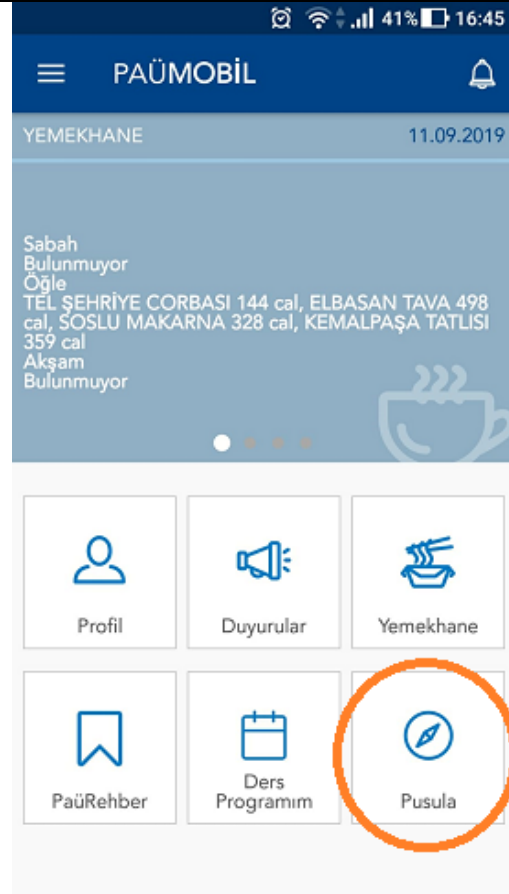 41% 16:45
PAÜMOBİL
YEMEKHANE 11.09.2019
Sabah
Bulunmuyor
Öğle
TEL ŞEHRİYE CORBASI 144 cal, ELBASAN TAVA 498
cal, SOSLU MAKARNA 328 cal, KEMALPAŞA TATLISI
359 cal
Akşam
Bulunmuyor
Profil Duyurular Yemekhane
PaüRehber Ders Programım Pusula